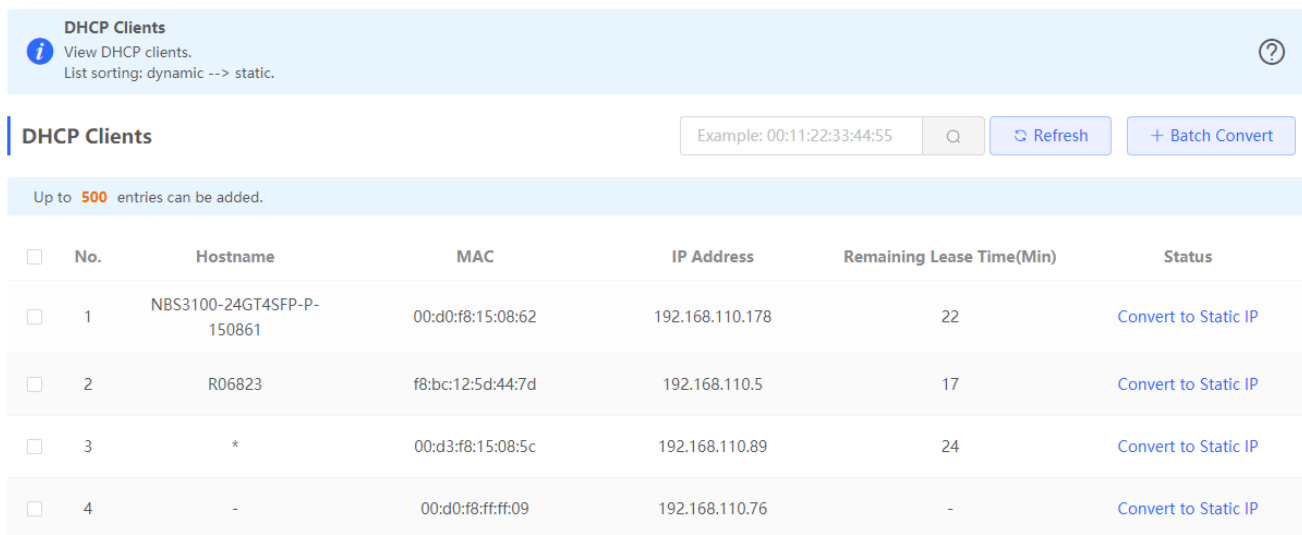 DHCP Clients
View DHCP clients.
List sorting: dynamic --> static.
DHCP Clients
Example: 00:11:22:33:44:55
Refresh
+ Batch Convert
Up to 500 entries can be added.
No. Hostname MAC IP Address Remaining Lease Time(Min) Status
1 NBS3100-24GT4SFP-P-150861 00:d0:f8:15:08:62 192.168.110.178 22 Convert to Static IP
2 R06823 f8:bc:12:5d:44:7d 192.168.110.5 17 Convert to Static IP
3 * 00:d3:f8:15:08:5c 192.168.110.89 24 Convert to Static IP
4 - 00:d0:f8:ff:ff:09 192.168.110.76 - Convert to Static IP